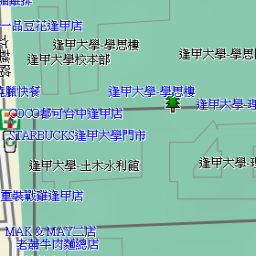 一品豆花逢甲店
逢甲大學-學思樓
逢甲大學校本部
逢甲大學-學
逢甲大學-學思樓
快餐
逢甲大學-理
COCO都可台中逢甲店
STARBUCKS逢甲大學門市
逢甲大學-土木水利館
逢甲大學-理
童裝戰雞逢甲店
MAK & MAY二店
老蕭牛肉麵總店